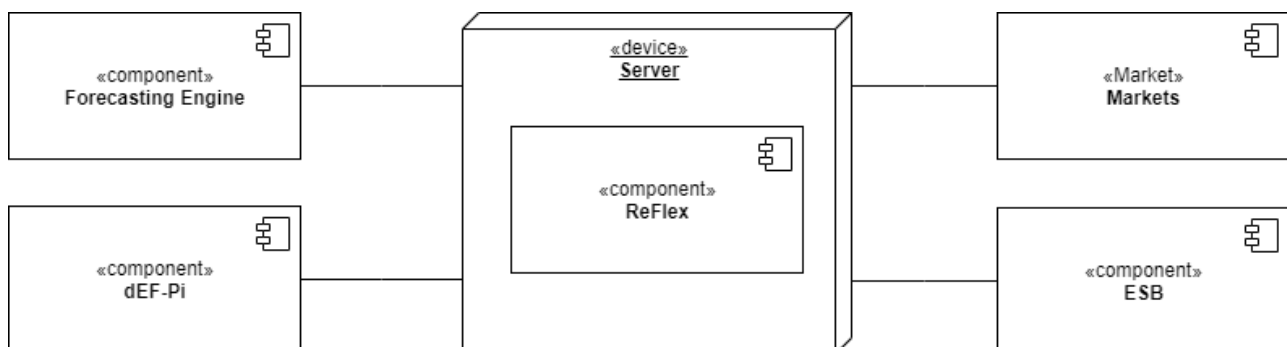 «component»
Forecasting Engine
«device»
Server
«Market»
Markets
«component»
ReFlex
«component»
dEF-Pi
«component»
ESB